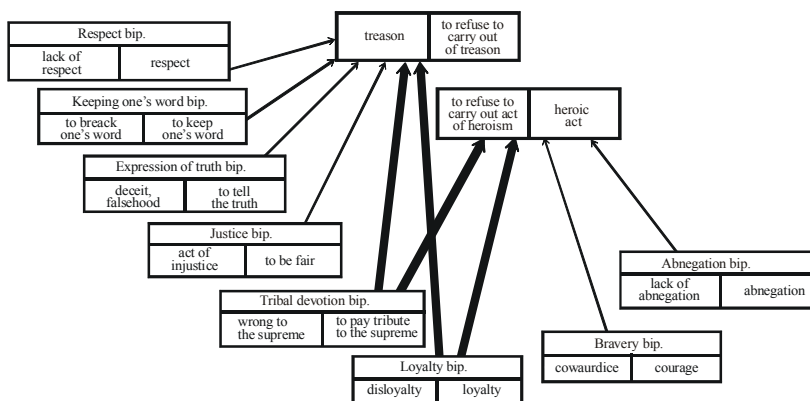 Respect bip.
lack of
respect
respect
treason
to refuse to
carry out
of treason
Keeping one's word bip.
to breack
one's word
to keep
one's word
to refuse to
carry out act
of heroism
heroic
act
Expression of truth bip.
deceit,
falsehood
to tell
the truth
Justice bip.
act of
injustice
to be fair
Abnegation bip.
lack of
abnegation
abnegation
Tribal devotion bip.
wrong to
the supreme
to pay tribute
to the supreme
Bravery bip.
cowaurdice
courage
Loyalty bip.
disloyalty
loyalty